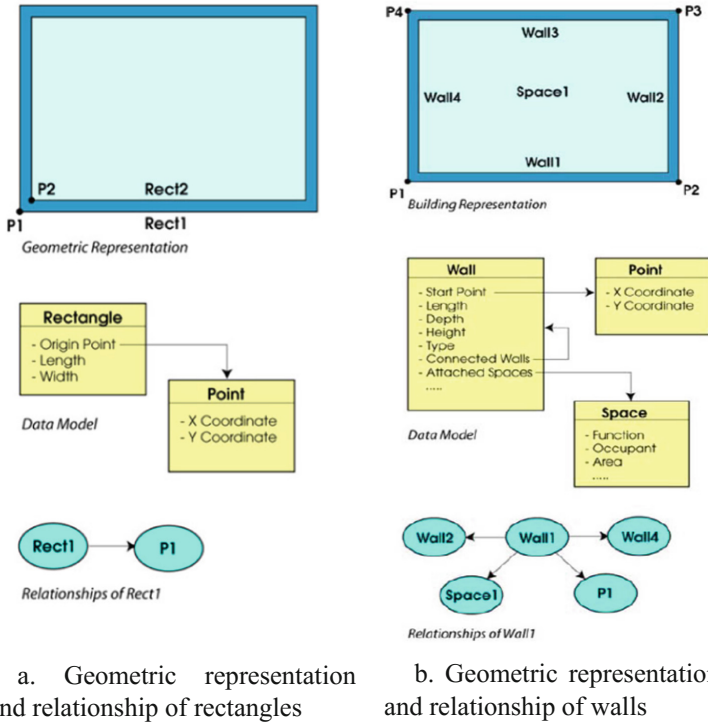 P2
Rect2
P1
Rect1
Geometric Representation
Rectangle
- Origin Point
- Length
- Width
Point
- X Coordinate
- Y Coordinate
Data Model
Rect1
P1
Relationships of Rect1
a. Geometric representation
nd relationship of rectangles
P4
P3
Wall3
Wall4
Space1
Wall2
Wall1
P1
P2
Building Representation
Wall
- Start Point
- Length
- Depth
- Height
- Type
- Connected Walls
- Attached Spaces
.....
Point
- X Coordinate
- Y Coordinate
Space
- Function
- Occupant
- Area
.....
Data Model
Wall2
Wall1
Wall4
Space1
P1
Relationships of Wall1
b. Geometric representation
and relationship of walls